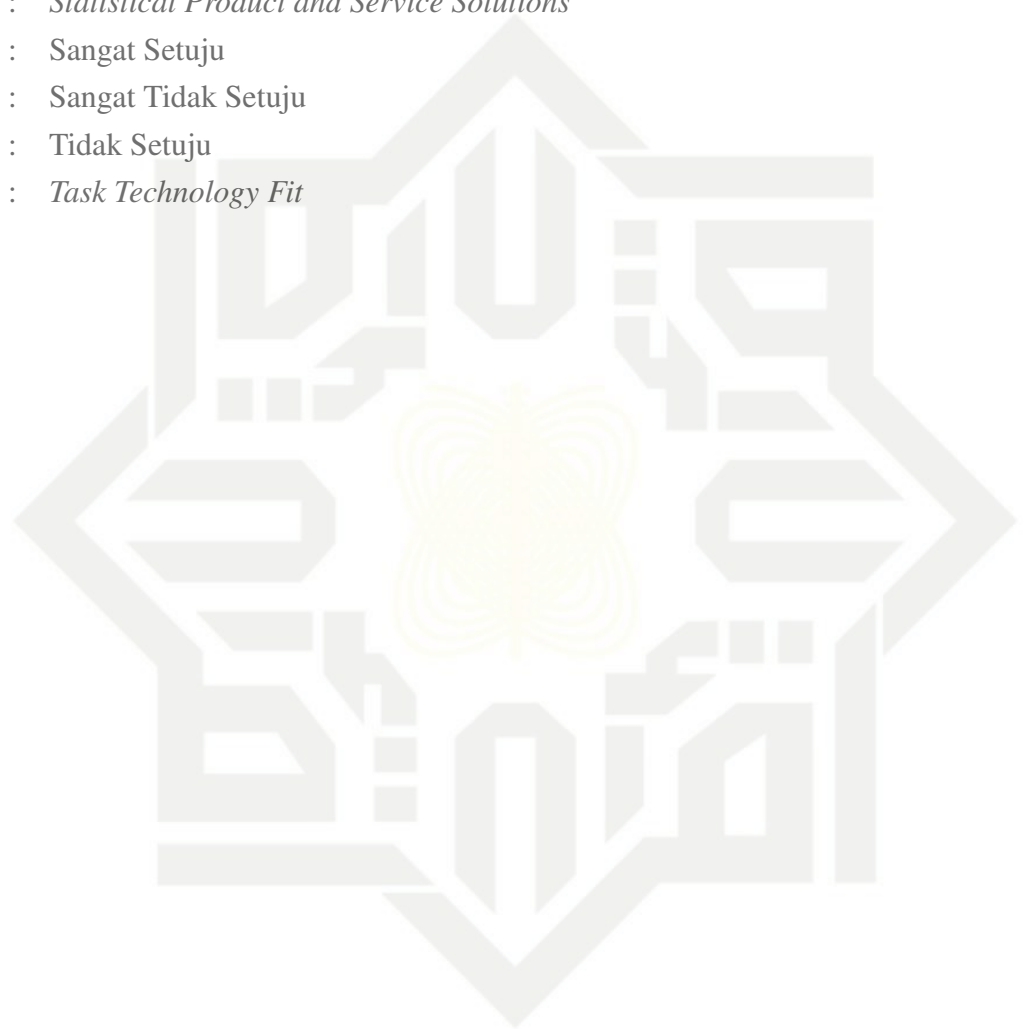 : Statistical Product and Service Solutions
: Sangat Setuju
: Sangat Tidak Setuju
: Tidak Setuju
: Task Technology Fit